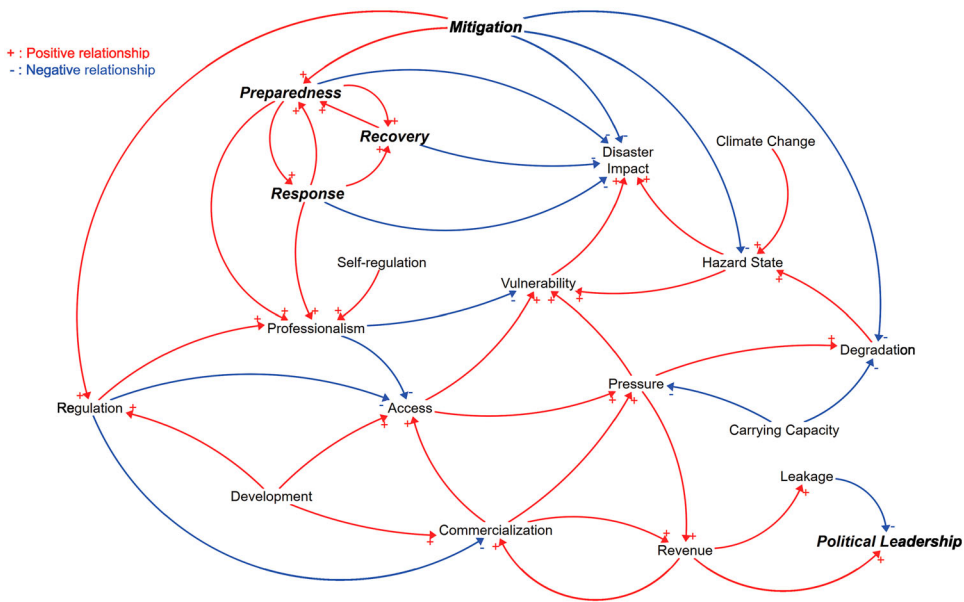 Mitigation
+ : Positive relationship
- : Negative relationship
Preparedness
Recovery
Disaster
Impact
Climate Change
Response
Self-regulation
Hazard State
Vulnerability
Professionalism
Degradation
Pressure
Regulation
Access
Carrying Capacity
Leakage
Development
Commercialization
Revenue
Political Leadership